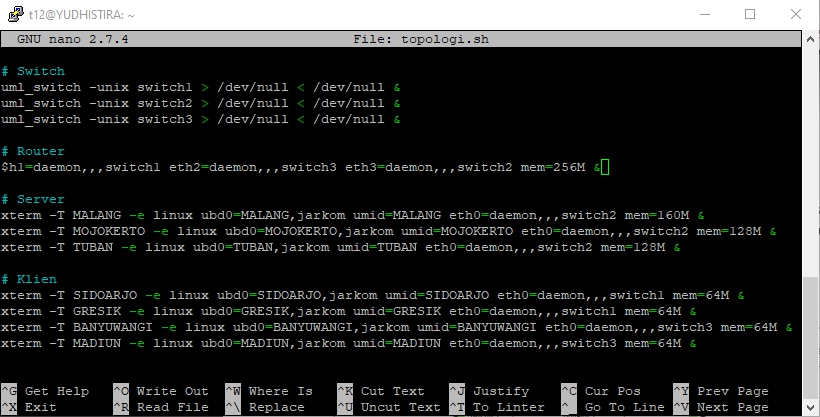 t12@YUDHISTIRA: ~
GNU nano 2.7.4 File: topologi.sh
# Switch
uml_switch -unix switch1 > /dev/null < /dev/null &
uml_switch -unix switch2 > /dev/null < /dev/null &
uml_switch -unix switch3 > /dev/null < /dev/null &
# Router
$h1=daemon,,,switch1 eth2=daemon,,,switch3 eth3=daemon,,,switch2 mem=256M &
# Server
xterm -T MALANG -e linux ubd0=MALANG,jarkom umid=MALANG eth0=daemon,,,switch2 mem=160M &
xterm -T MOJOKERTO -e linux ubd0=MOJOKERTO,jarkom umid=MOJOKERTO eth0=daemon,,,switch2 mem=128M &
xterm -T TUBAN -e linux ubd0=TUBAN,jarkom umid=TUBAN eth0=daemon,,,switch2 mem=128M &
# Klien
xterm -T SIDOARJO -e linux ubd0=SIDOARJO,jarkom umid=SIDOARJO eth0=daemon,,,switch1 mem=64M &
xterm -T GRESIK -e linux ubd0=GRESIK,jarkom umid=GRESIK eth0=daemon,,,switch1 mem=64M &
xterm -T BANYUWANGI -e linux ubd0=BANYUWANGI,jarkom umid=BANYUWANGI eth0=daemon,,,switch3 mem=64M &
xterm -T MADIUN -e linux ubd0=MADIUN,jarkom umid=MADIUN eth0=daemon,,,switch3 mem=64M &
^G Get Help ^O Write Out ^W Where Is ^K Cut Text ^J Justify ^C Cur Pos ^Y Prev Page
^X Exit ^R Read File ^\ Replace ^U Uncut Text ^T To Linter ^_ Go To Line ^V Next Page